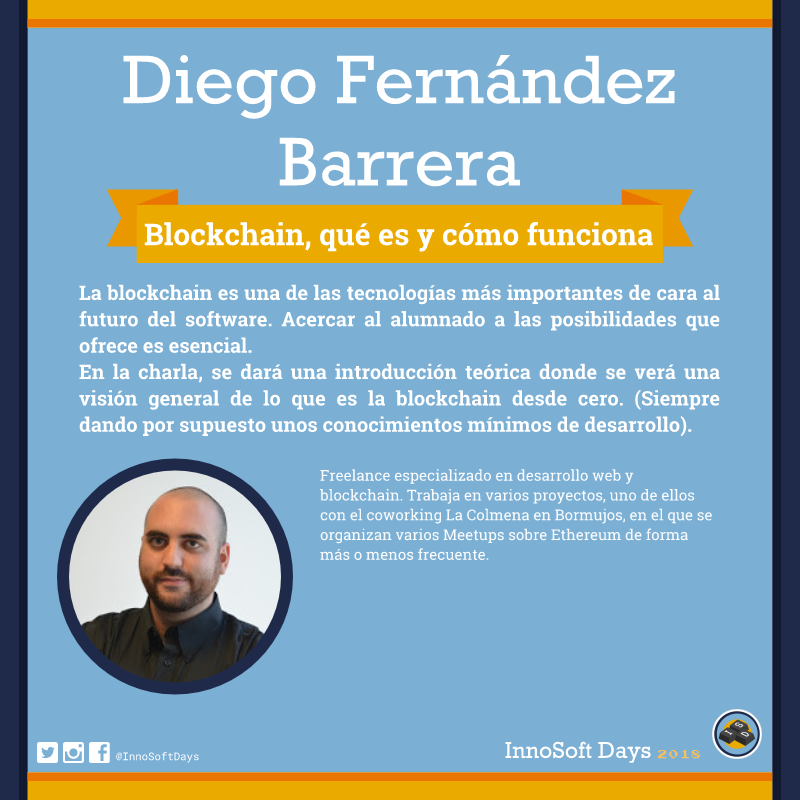 Diego Fernández
Barrera
Blockchain, qué es y cómo funciona
La blockchain es una de las tecnologías más importantes de cara al
futuro del software. Acercar al alumnado a las posibilidades que
ofrece es esencial.
En la charla, se dará una introducción teórica donde se verá una
visión general de lo que es la blockchain desde cero. (Siempre
dando por supuesto unos conocimientos mínimos de desarrollo).
Freelance especializado en desarrollo web y
blockchain. Trabaja en varios proyectos, uno de ellos
con el coworking La Colmena en Bormujos, en el que se
organizan varios Meetups sobre Ethereum de forma
más o menos frecuente.
@InnoSoftDays
InnoSoft Days 2018
I S D